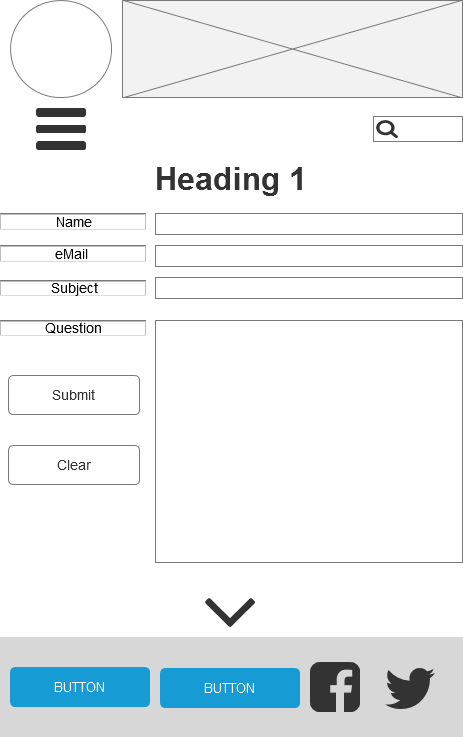 Heading 1
Name
eMail
Subject
Question
Submit
Clear
BUTTON
BUTTON